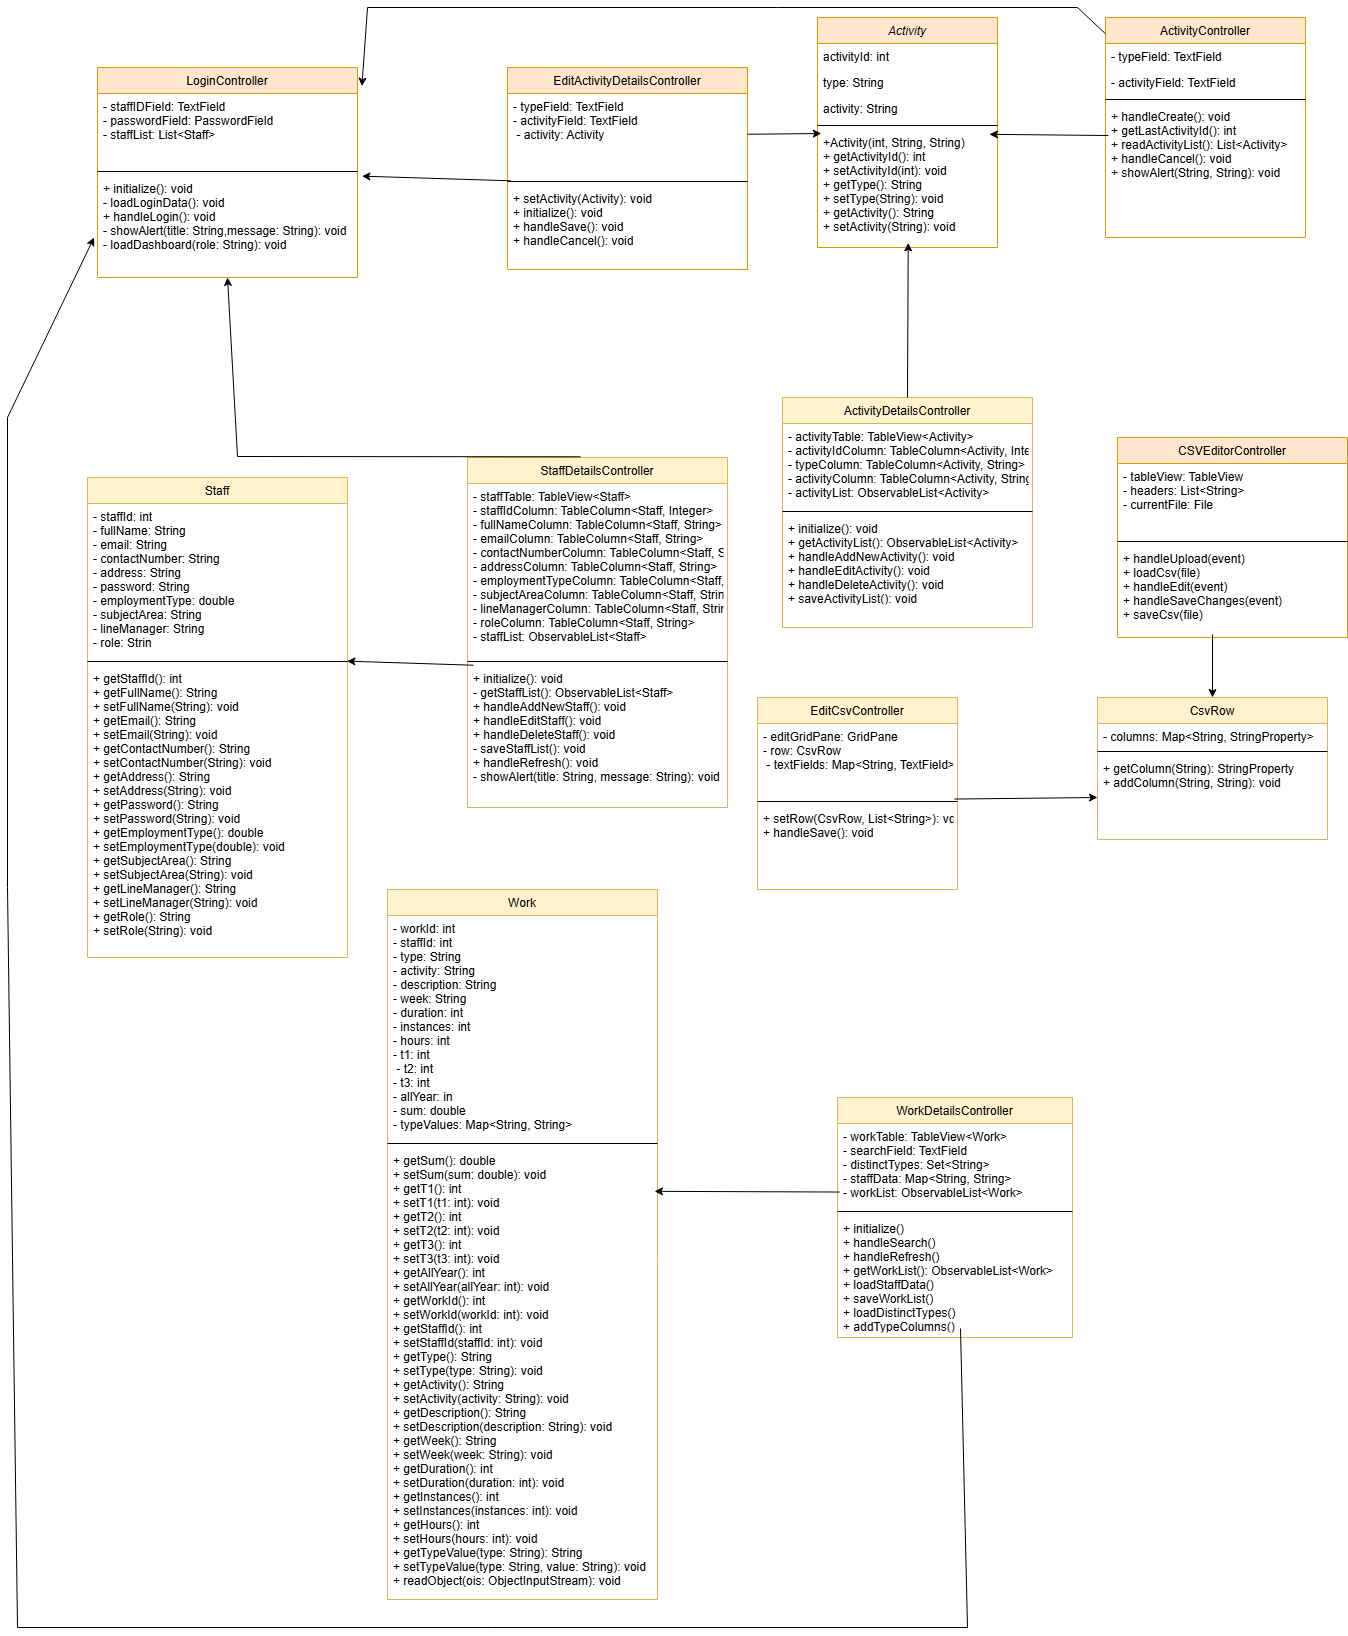 LoginController
- staffIDField: TextField
- passwordField: PasswordField
- staffList: List<Staff>
+ initialize(): void
- loadLoginData(): void
+ handleLogin(): void
- showAlert(title: String,message: String): void
- loadDashboard(role: String): void
EditActivityDetailsController
- typeField: TextField
- activityField: TextField
- activity: Activity
+ setActivity(Activity): void
+ initialize(): void
+ handleSave(): void
+ handleCancel(): void
Activity
activityId: int
type: String
activity: String
+Activity(int, String, String)
+ getActivityId(): int
+ setActivityId(int): void
+ getType(): String
+ setType(String): void
+ getActivity(): String
+ setActivity(String): void
ActivityController
- typeField: TextField
- activityField: TextField
+ handleCreate(): void
+ getLastActivityId(): int
+ readActivityList(): List<Activity>
+ handleCancel(): void
+ showAlert(String, String): void
Staff
- staffId: int
- fullName: String
- email: String
- contactNumber: String
- address: String
- password: String
- employmentType: double
- subjectArea: String
- lineManager: String
- role: Strin
+ getStaffId(): int
+ getFullName(): String
+ setFullName(String): void
+ getEmail(): String
+ setEmail(String): void
+ getContactNumber(): String
+ setContactNumber(String): void
+ getAddress(): String
+ setAddress(String): void
+ getPassword(): String
+ setPassword(String): void
+ getEmploymentType(): double
+ setEmploymentType(double): void
+ getSubjectArea(): String
+ setSubjectArea(String): void
+ getLineManager(): String
+ setLineManager(String): void
+ getRole(): String
+ setRole(String): void
StaffDetailsController
- staffTable: TableView<Staff>
- staffIdColumn: TableColumn<Staff, Integer>
- fullNameColumn: TableColumn<Staff, String>
- emailColumn: TableColumn<Staff, String>
- contactNumberColumn: TableColumn<Staff, S
- addressColumn: TableColumn<Staff, String>
- employmentTypeColumn: TableColumn<Staff,
- subjectAreaColumn: TableColumn<Staff, Strin
- lineManagerColumn: TableColumn<Staff, Strin
- roleColumn: TableColumn<Staff, String>
- staffList: ObservableList<Staff>
+ initialize(): void
- getStaffList(): ObservableList<Staff>
+ handleAddNewStaff(): void
+ handleEditStaff(): void
+ handleDeleteStaff(): void
- saveStaffList(): void
+ handleRefresh(): void
- showAlert(title: String, message: String): void
ActivityDetailsController
- activityTable: TableView<Activity>
- activityIdColumn: TableColumn<Activity, Inte
- typeColumn: TableColumn<Activity, String>
- activityColumn: TableColumn<Activity, String
- activityList: ObservableList<Activity>
+ initialize(): void
+ getActivityList(): ObservableList<Activity>
+ handleAddNewActivity(): void
+ handleEditActivity(): void
+ handleDeleteActivity(): void
+ saveActivityList(): void
CSVEditorController
- tableView: TableView
- headers: List<String>
- currentFile: File
+ handleUpload(event)
+ loadCsv(file)
+ handleEdit(event)
+ handleSaveChanges(event)
+ saveCsv(file)
EditCsvController
- editGridPane: GridPane
- row: CsvRow
- textFields: Map<String, TextField>
+ setRow(CsvRow, List<String>): vo
+ handleSave(): void
CsvRow
- columns: Map<String, StringProperty>
+ getColumn(String): StringProperty
+ addColumn(String, String): void
Work
- workId: int
- staffId: int
- type: String
- activity: String
- description: String
- week: String
- duration: int
- instances: int
- hours: int
- t1: int
- t2: int
- t3: int
- allYear: in
- sum: double
- typeValues: Map<String, String>
+ getSum(): double
+ setSum(sum: double): void
+ getT1(): int
+ setT1(t1: int): void
+ getT2(): int
+ setT2(t2: int): void
+ getT3(): int
+ setT3(t3: int): void
+ getAllYear(): int
+ setAllYear(allYear: int): void
+ getWorkId(): int
+ setWorkId(workId: int): void
+ getStaffId(): int
+ setStaffId(staffId: int): void
+ getType(): String
+ setType(type: String): void
+ getActivity(): String
+ setActivity(activity: String): void
+ getDescription(): String
+ setDescription(description: String): void
+ getWeek(): String
+ setWeek(week: String): void
+ getDuration(): int
+ setDuration(duration: int): void
+ getInstances(): int
+ setInstances(instances: int): void
+ getHours(): int
+ setHours(hours: int): void
+ getTypeValue(type: String): String
+ setTypeValue(type: String, value: String): void
+ readObject(ois: ObjectInputStream): void
WorkDetailsController
- workTable: TableView<Work>
- searchField: TextField
- distinctTypes: Set<String>
- staffData: Map<String, String>
- workList: ObservableList<Work>
+ initialize()
+ handleSearch()
+ handleRefresh()
+ getWorkList(): ObservableList<Work>
+ loadStaffData()
+ saveWorkList()
+ loadDistinctTypes()
+ addTypeColumns()